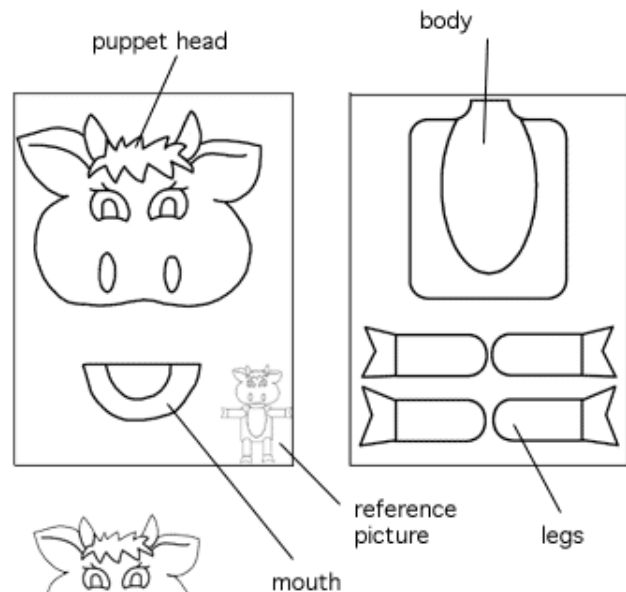 body
puppet head
reference
picture
legs
mouth